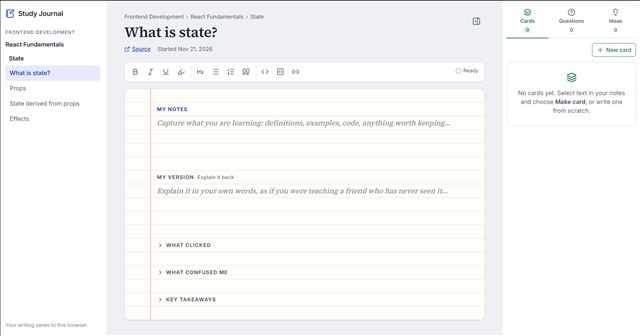 Study Journal
FRONTEND DEVELOPMENT
React Fundamentals
State
What is state?
Props
State derived from props
Effects
Your writing saves to this browser.
Frontend Development › React Fundamentals › State
What is state?
Source · Started Nov 21, 2026
B I U H2 Ready
MY NOTES
Capture what you are learning: definitions, examples, code, anything worth keeping...
MY VERSION Explain it back
Explain it in your own words, as if you were teaching a friend who has never seen it...
WHAT CLICKED
WHAT CONFUSED ME
KEY TAKEAWAYS
Cards Questions Ideas
0 0 0
+ New card
No cards yet. Select text in your notes
and choose Make card, or write one
from scratch.